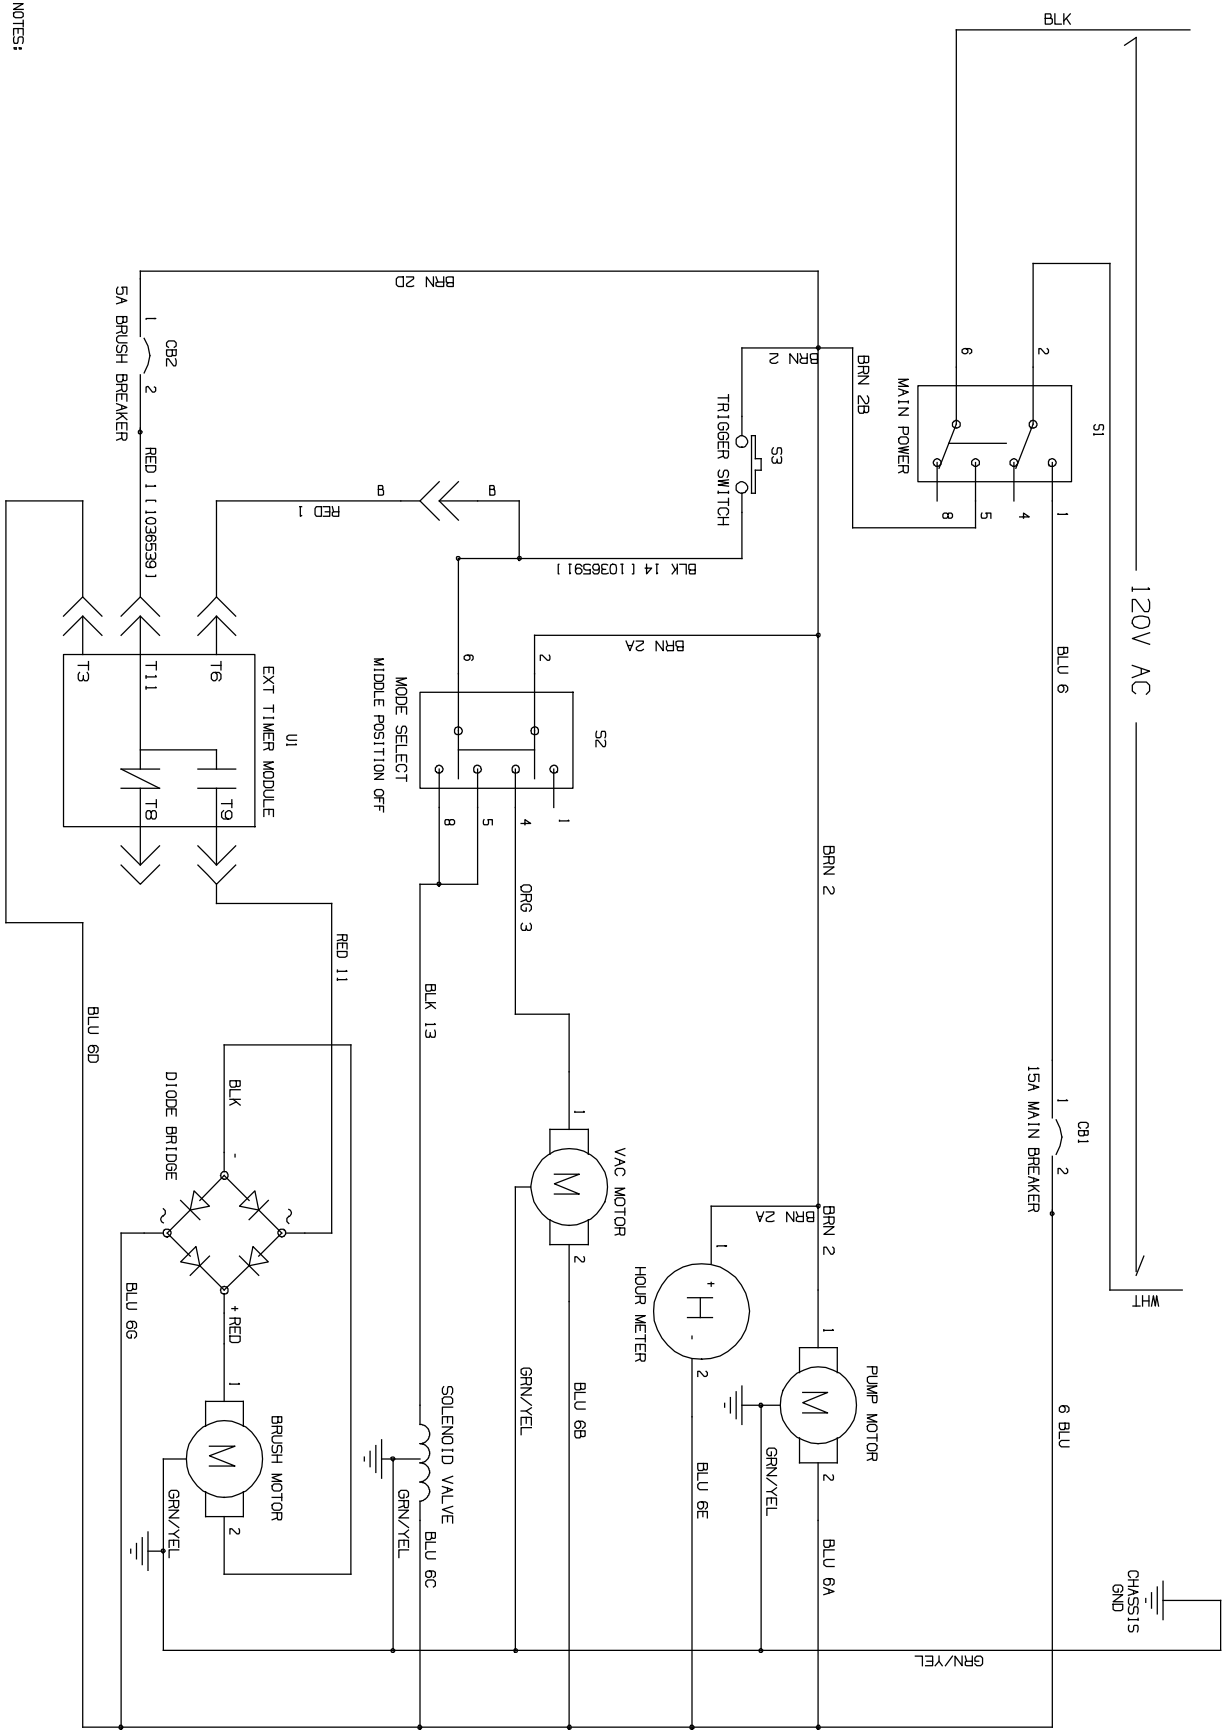 NOTES:
BLK
120V AC
WHT
CHASSIS
GND
GRN/YEL
S1
MAIN POWER
2
6
1
4
5
8
BLU 6
CB1
1
2
15A MAIN BREAKER
6 BLU
BRN 2B
BRN 2
BRN 2D
S3
TRIGGER SWITCH
BRN 2
BRN 2
PUMP MOTOR
1
M
2
GRN/YEL
BLU 6A
BRN 2A
1
+
H
-
2
HOUR METER
BLU 6E
BLK 14 [1036591]
B
B
RED 1
BRN 2A
S2
MODE SELECT
MIDDLE POSITION OFF
2
6
1
4
5
8
ORG 3
VAC MOTOR
1
M
2
GRN/YEL
BLU 6B
BLK 13
SOLENOID VALVE
GRN/YEL
BLU 6C
CB2
1
2
5A BRUSH BREAKER
RED 1 [1036539]
U1
EXT TIMER MODULE
T6
T11
T3
T9
T8
RED 11
BLU 6D
BLK
DIODE BRIDGE
-
~
~
+ RED
BLU 6G
BRUSH MOTOR
1
M
2
GRN/YEL